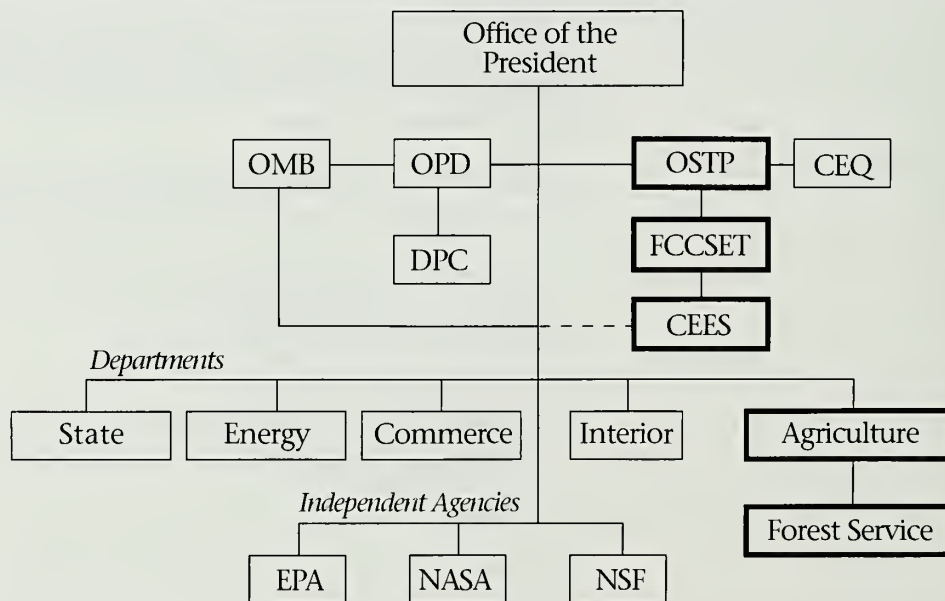 Office of the
President
OMB
OPD
OSTP
CEQ
DPC
FCCSET
CEES
Departments
State
Energy
Commerce
Interior
Agriculture
Forest Service
Independent Agencies
EPA
NASA
NSF